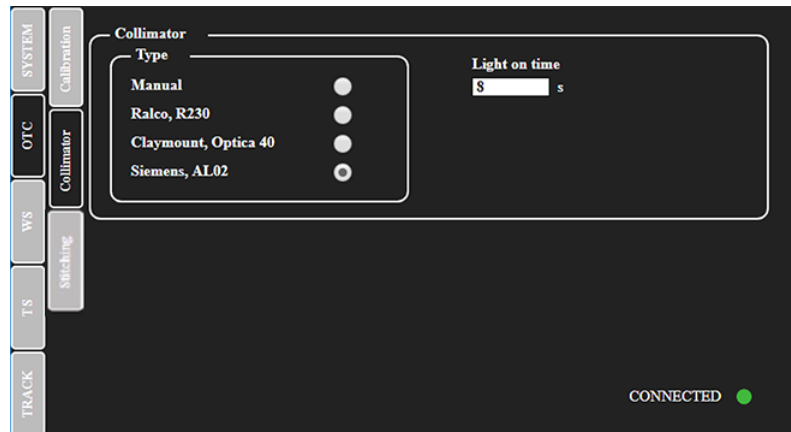 SYSTEM
OTC
WS
TS
TRACK
Calibration
Collimator
Stitching
Collimator
Type
Manual
Ralco, R230
Claymount, Optica 40
Siemens, AL02
Light on time
8 s
CONNECTED